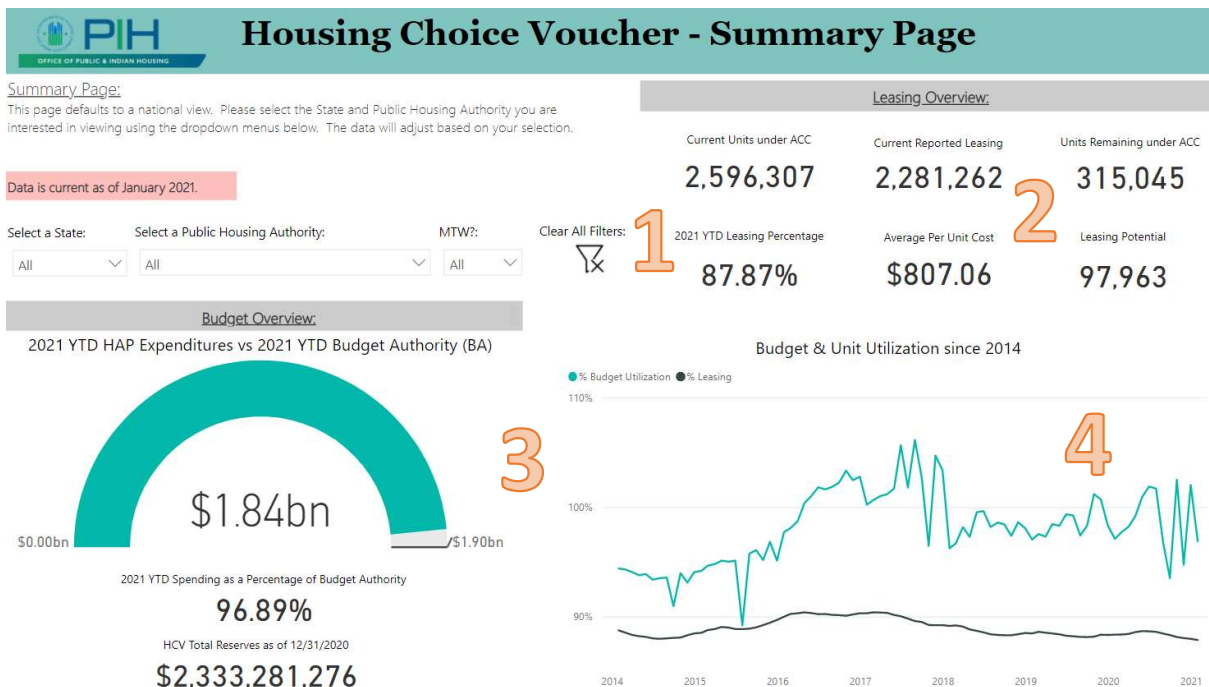 PIH
OFFICE OF PUBLIC & INDIAN HOUSING
Housing Choice Voucher - Summary Page
Summary Page:
This page defaults to a national view. Please select the State and Public Housing Authority you are
interested in viewing using the dropdown menus below. The data will adjust based on your selection.
Data is current as of January 2021.
Select a State:
All
Select a Public Housing Authority:
All
MTW?:
All
Clear All Filters:
1
Leasing Overview:
Current Units under ACC
2,596,307
Current Reported Leasing
2,281,262
Units Remaining under ACC
315,045
2
2021 YTD Leasing Percentage
87.87%
Average Per Unit Cost
$807.06
Leasing Potential
97,963
Budget Overview:
2021 YTD HAP Expenditures vs 2021 YTD Budget Authority (BA)
$1.84bn
$0.00bn
$1.90bn
3
2021 YTD Spending as a Percentage of Budget Authority
96.89%
HCV Total Reserves as of 12/31/2020
$2,333,281,276
Budget & Unit Utilization since 2014
% Budget Utilization % Leasing
110%
100%
90%
4
2014 2015 2016 2017 2018 2019 2020 2021